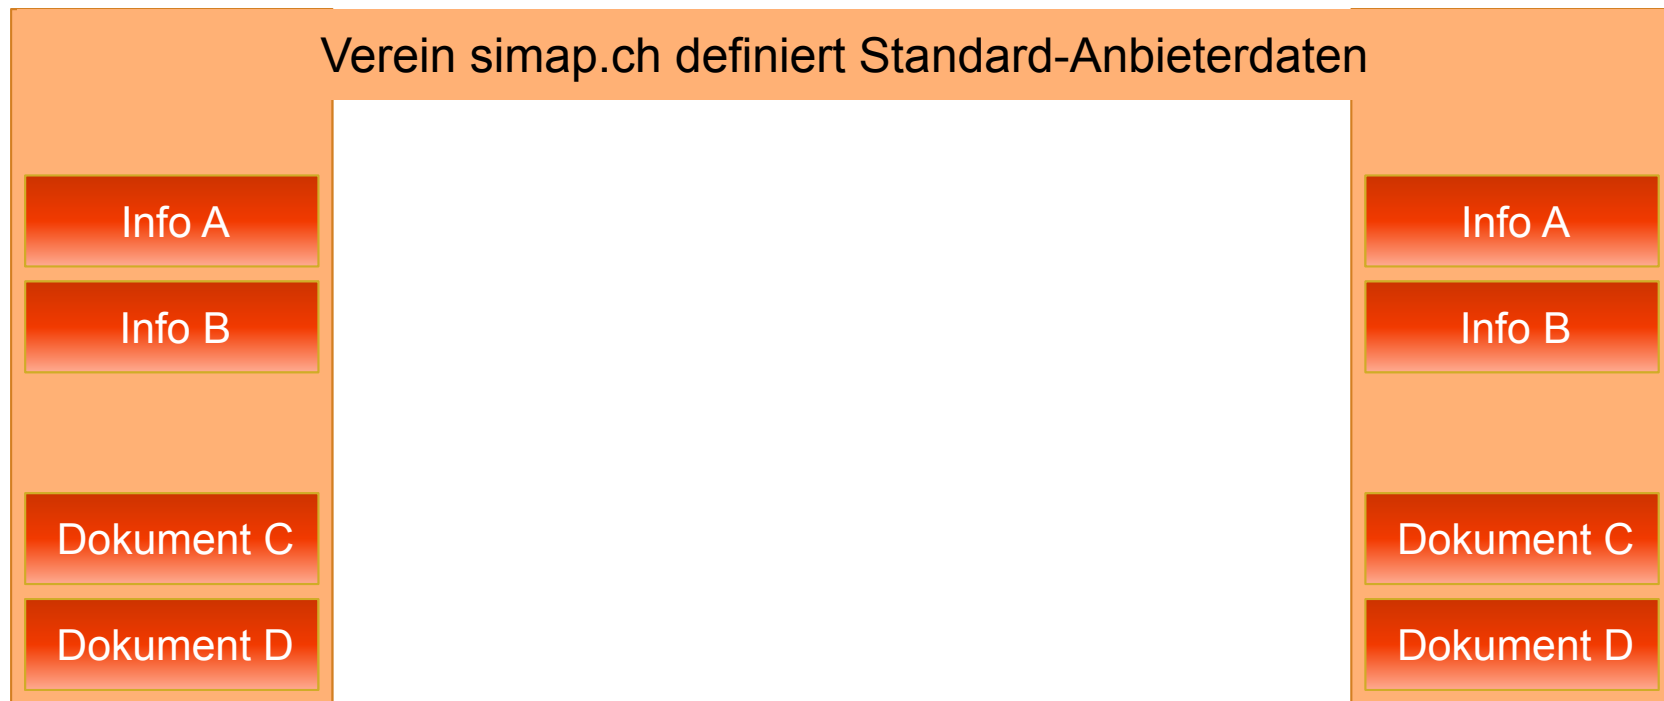 Verein simap.ch definiert Standard-Anbieterdaten
Info A
Info B
Dokument C
Dokument D
Info A
Info B
Dokument C
Dokument D